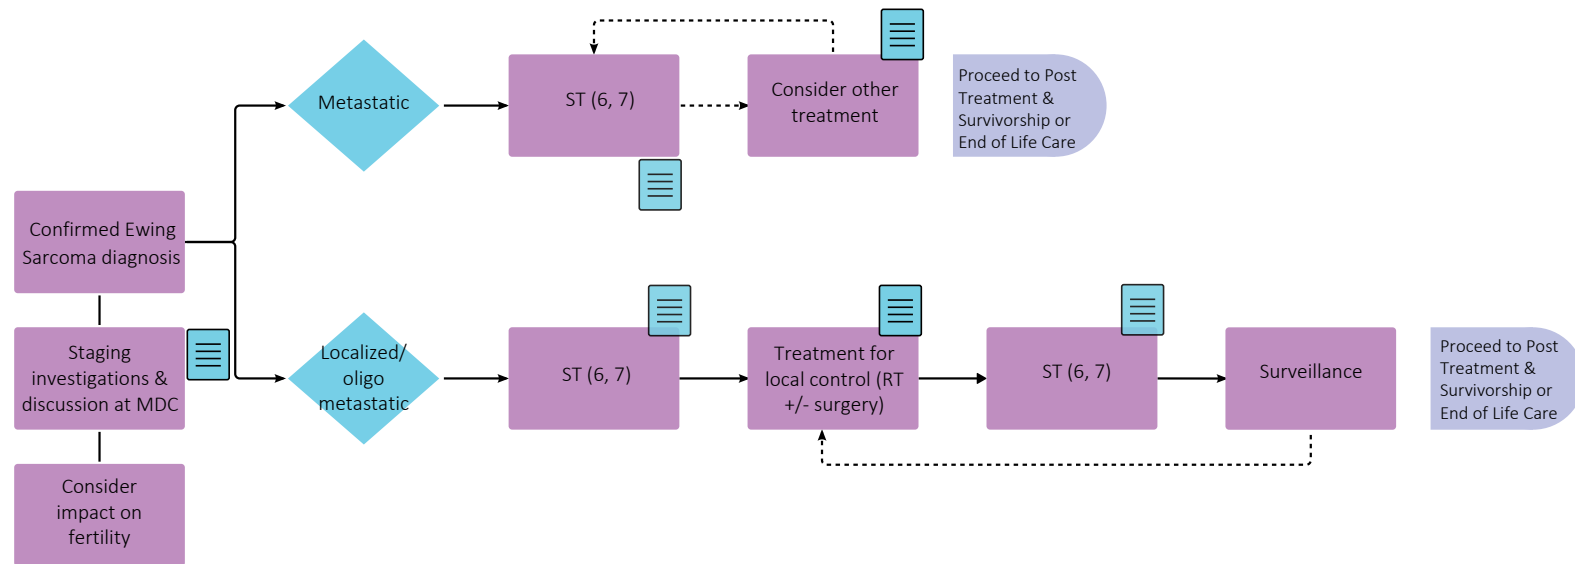 Metastatic
ST (6, 7)
Consider other
treatment
Proceed to Post
Treatment &
Survivorship or
End of Life Care
Confirmed Ewing
Sarcoma diagnosis
Staging
investigations &
discussion at MDC
Consider
impact on
fertility
Localized/
oligo
metastatic
ST (6, 7)
Treatment for
local control (RT
+/- surgery)
ST (6, 7)
Surveillance
Proceed to Post
Treatment &
Survivorship or
End of Life Care